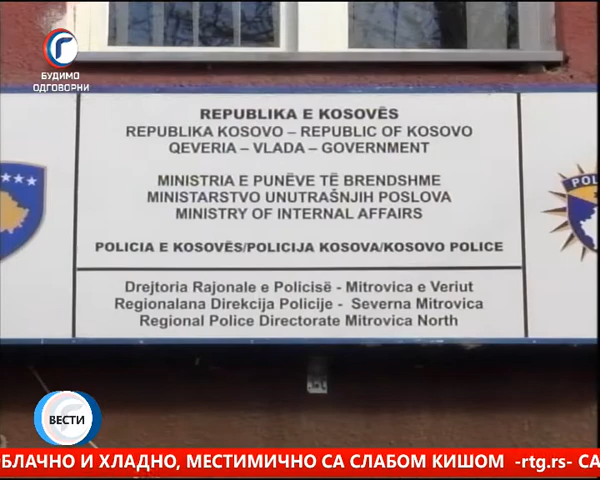 БУДИМО
ОДГОВОРНИ
REPUBLIKA E KOSOVËS
REPUBLIKA KOSOVO – REPUBLIC OF KOSOVO
QEVERIA – VLADA – GOVERNMENT
MINISTRIA E PUNËVE TË BRENDSHME
MINISTARSTVO UNUTRAŠNJIH POSLOVA
MINISTRY OF INTERNAL AFFAIRS
POLICIA E KOSOVËS/POLICIJA KOSOVA/KOSOVO POLICE
Drejtoria Rajonale e Policisë - Mitrovica e Veriut
Regionalana Direkcija Policije - Severna Mitrovica
Regional Police Directorate Mitrovica North
POL
ВЕСТИ
БЛАЧНО И ХЛАДНО, МЕСТИМИЧНО СА СЛАБОМ КИШОМ -rtg.rs- СА